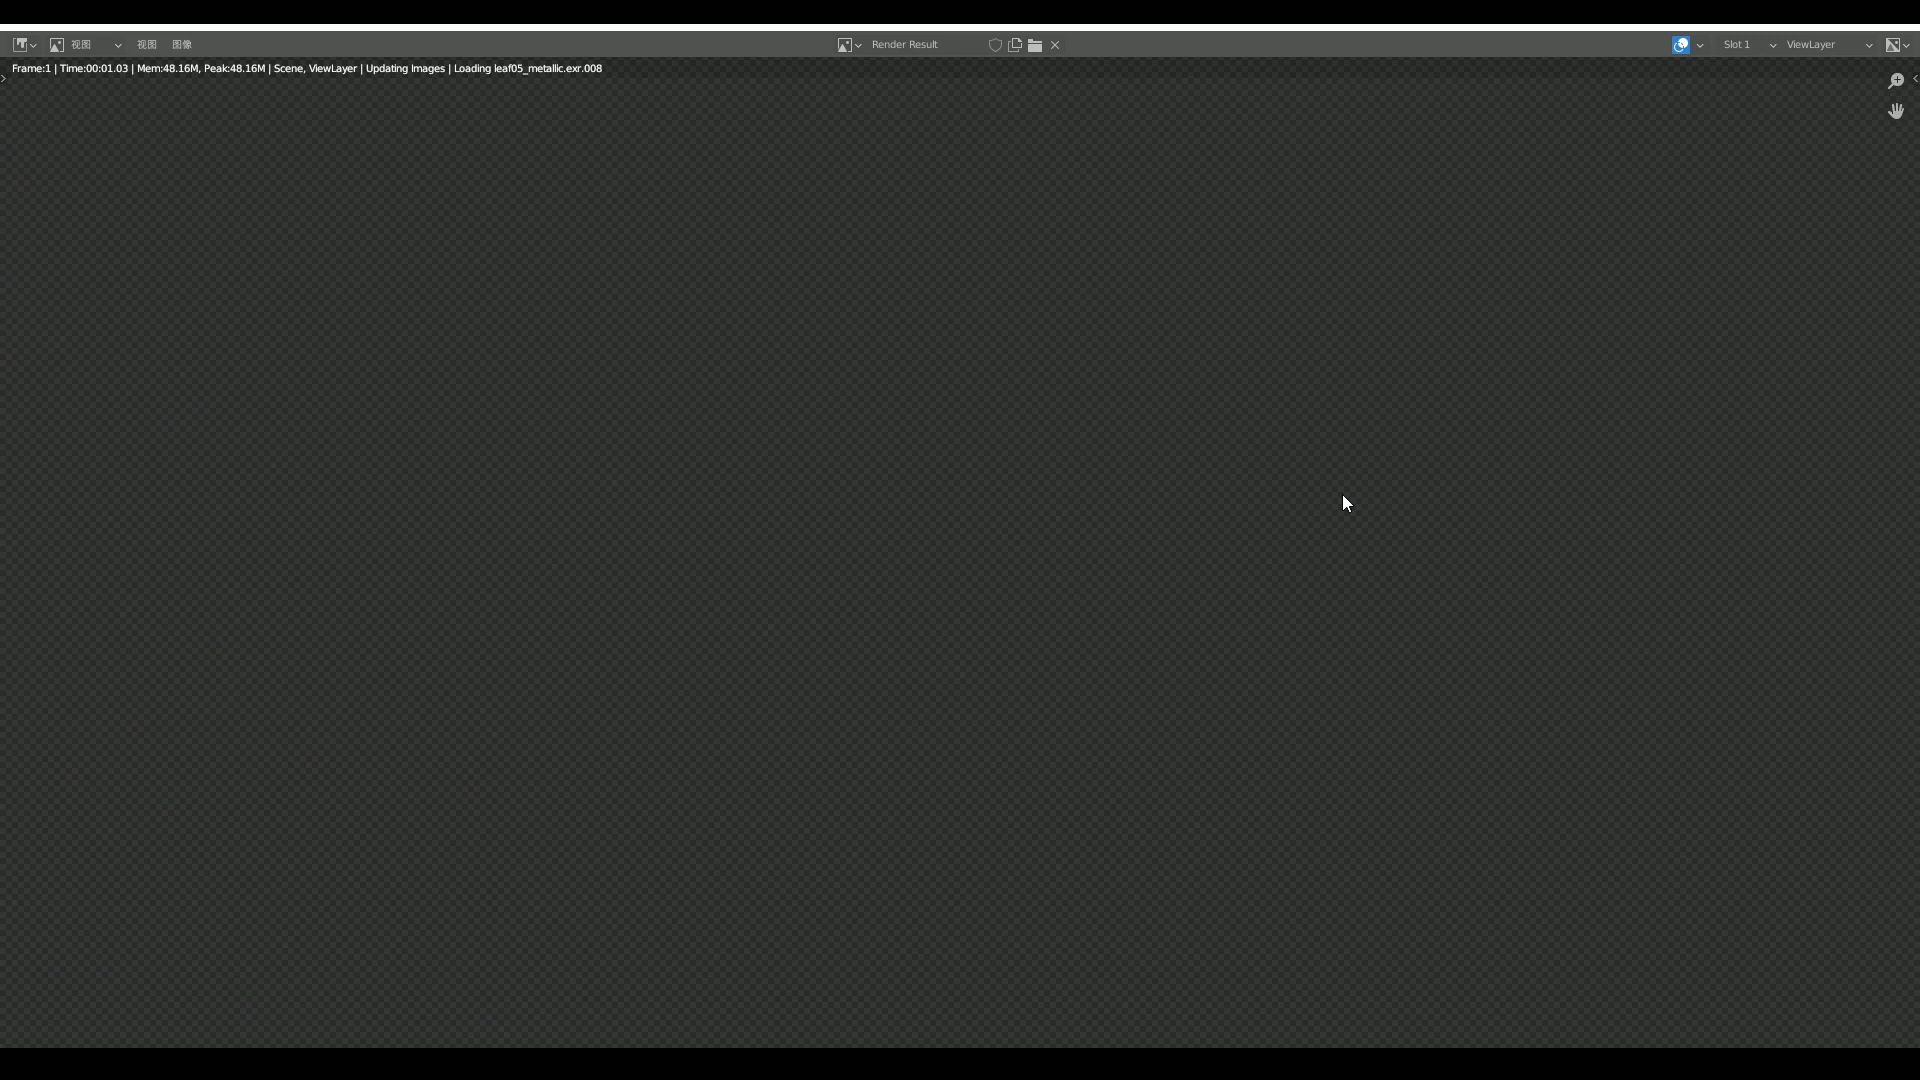 视图 视图 图像 Render Result Slot 1 ViewLayer
Frame:1 | Time:00:01.03 | Mem:48.16M, Peak:48.16M | Scene, ViewLayer | Updating Images | Loading leaf05_metallic.exr.008